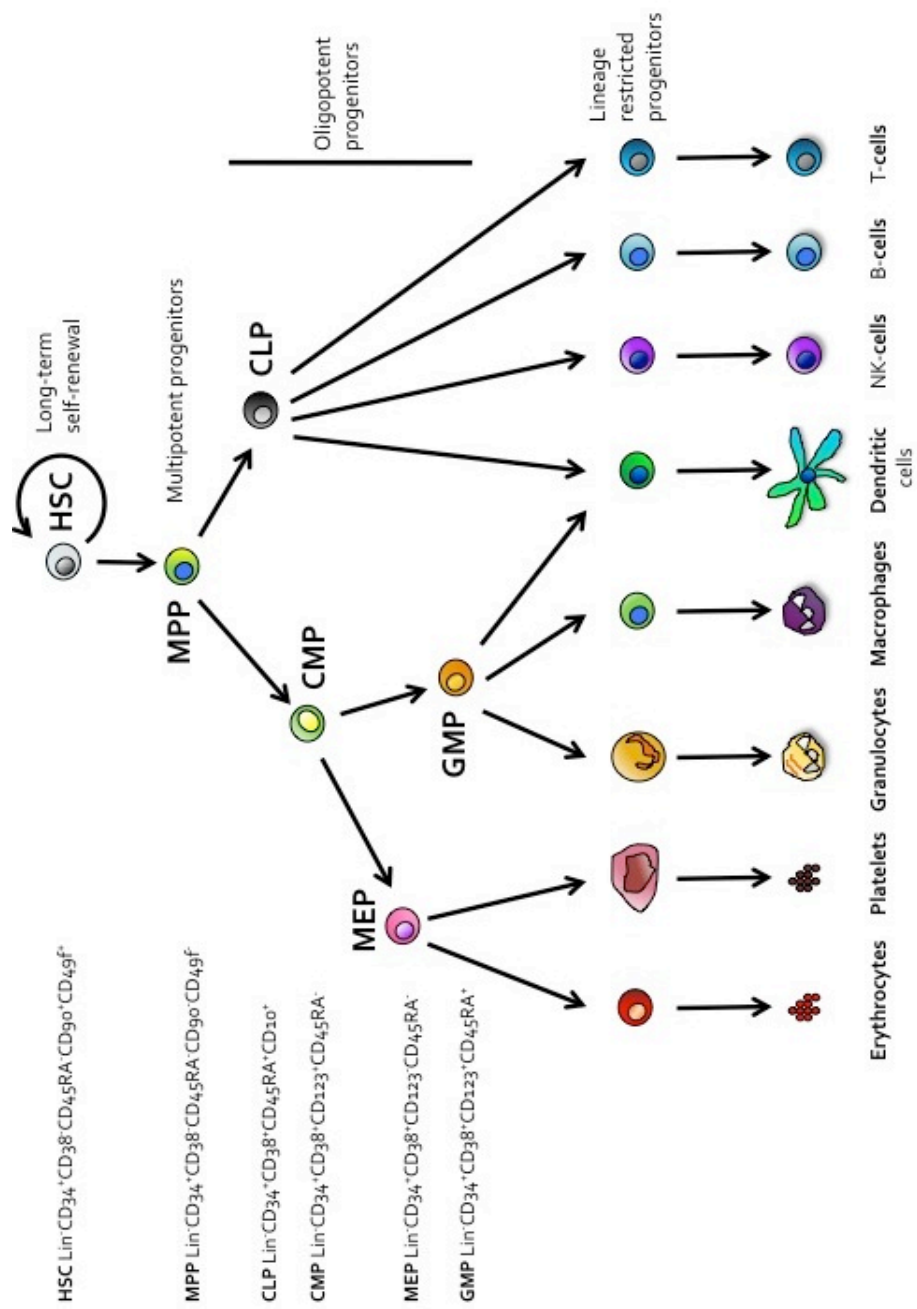 HSC Lin⁻CD34⁺CD38⁻CD45RA⁻CD90⁺CD49f⁺
HSC
Long-term
self-renewal
MPP Lin⁻CD34⁺CD38⁻CD45RA⁻CD90⁻CD49f⁻
MPP
Multipotent progenitors
CLP Lin⁻CD34⁺CD38⁺CD45RA⁺CD10⁺
CLP
CMP Lin⁻CD34⁺CD38⁺CD123⁺CD45RA⁻
CMP
Oligopotent
progenitors
MEP Lin⁻CD34⁺CD38⁺CD123⁻CD45RA⁻
MEP
GMP Lin⁻CD34⁺CD38⁺CD123⁺CD45RA⁺
GMP
Lineage
restricted
progenitors
Erythrocytes
Platelets
Granulocytes
Macrophages
Dendritic
cells
NK-cells
B-cells
T-cells